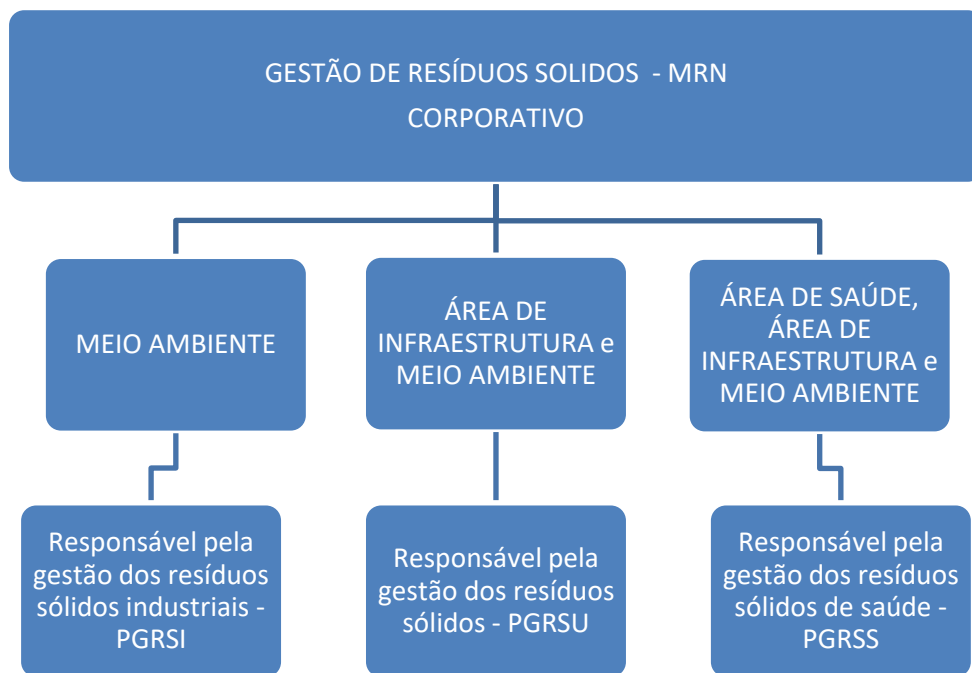 GESTÃO DE RESÍDUOS SOLIDOS - MRN
CORPORATIVO
MEIO AMBIENTE
ÁREA DE
INFRAESTRUTURA e
MEIO AMBIENTE
ÁREA DE SAÚDE,
ÁREA DE
INFRAESTRUTURA e
MEIO AMBIENTE
Responsável pela
gestão dos resíduos
sólidos industriais -
PGRSI
Responsável pela
gestão dos resíduos
sólidos - PGRSU
Responsável pela
gestão dos resíduos
sólidos de saúde -
PGRSS